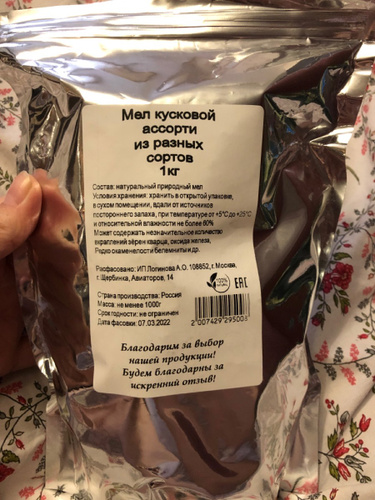 Мел кусковой
ассорти
из разных
сортов
1кг
Состав: натуральный природный мел
Условия хранения: хранить в открытой упаковке,
в сухом помещении, вдали от источников
постороннего запаха, при температуре от +5°С до +25°С
и относительной влажности не более 60%
Может содержать незначительное количество
вкраплений зёрен кварца, оксида железа,
Редко окаменелости белемниты и др.
Расфасовано: ИП Логинова А.О. 108852, г. Москва,
г. Щербинка, Авиаторов, 14
Страна производства: Россия
Масса: не менее 1000г
Срок годности: не ограничен
Дата фасовки: 07.03.2022
EAC
2007429295003
Благодарим за выбор
нашей продукции!
Будем благодарны за
искренний отзыв!